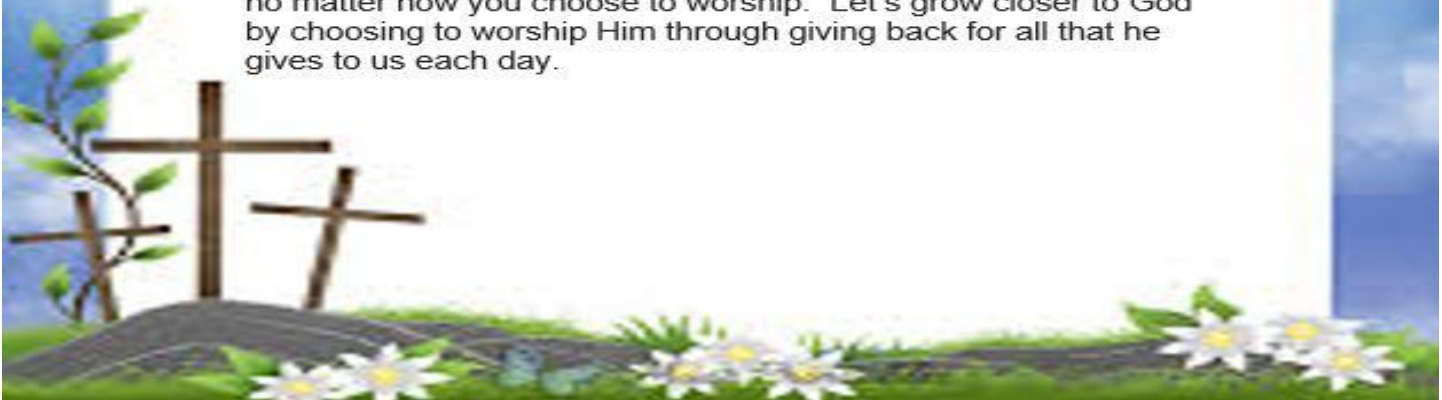 no matter how you choose to worship.  Let's grow closer to God
by choosing to worship Him through giving back for all that he
gives to us each day.